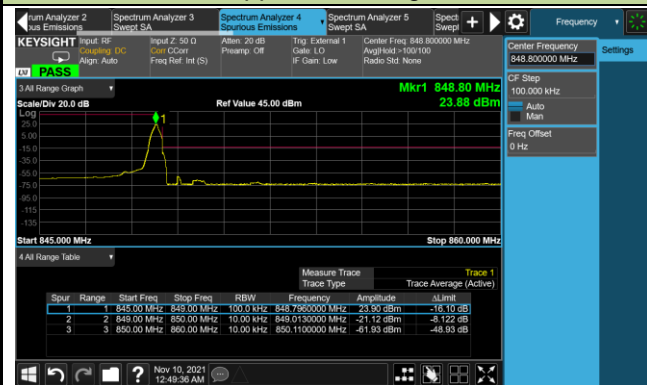 rum Analyzer 2
ious Emissions
Spectrum Analyzer 3
Swept SA
Spectrum Analyzer 4
Spurious Emissions
Spectrum Analyzer 5
Swept SA
Spect
Swept
Frequency
KEYSIGHT
Input: RF
Coupling: DC
Align: Auto
Input Z: 50 Ω
Corr CCorr
Freq Ref: Int (S)
Atten: 20 dB
Preamp: Off
Trig: External 1
Gate: LO
IF Gain: Low
Center Freq: 848.800000 MHz
Avg|Hold:>100/100
Radio Std: None
LXI
PASS
Center Frequency
848.800000 MHz
Settings
CF Step
100.000 kHz
Auto
Man
Freq Offset
0 Hz
3 All Range Graph
Mkr1 848.80 MHz
Scale/Div 20.0 dB
Ref Value 45.00 dBm
23.88 dBm
Log
1
25.0
5.00
-15.0
-35.0
-55.0
-75.0
-95.0
-115
-135
Start 845.000 MHz
Stop 860.000 MHz
4 All Range Table
Measure Trace
Trace 1
Trace Type
Trace Average (Active)
Spur Range Start Freq Stop Freq RBW Frequency Amplitude ΔLimit
1 1 845.00 MHz 849.00 MHz 100.0 kHz 848.7960000 MHz 23.90 dBm -16.10 dB
2 2 849.00 MHz 850.00 MHz 10.00 kHz 849.0130000 MHz -21.12 dBm -8.122 dB
3 3 850.00 MHz 860.00 MHz 10.00 kHz 850.1100000 MHz -61.93 dBm -48.93 dB
?
Nov 10, 2021
12:49:36 AM